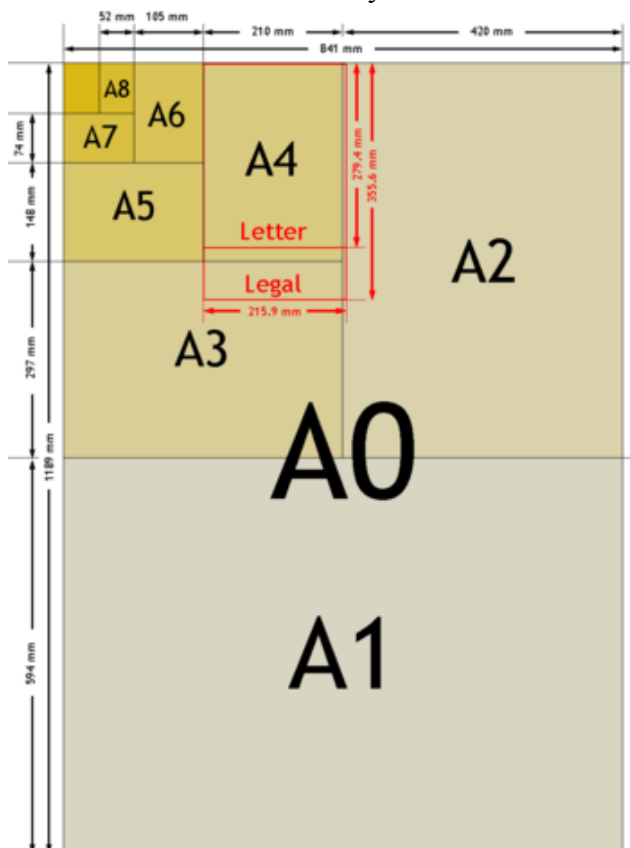 52 mm 105 mm 210 mm 420 mm
841 mm
A8
A6
A7
74 mm
A4
279.4 mm
355.6 mm
148 mm
A5
Letter
A2
Legal
215.9 mm
A3
297 mm
1189 mm
A0
594 mm
A1